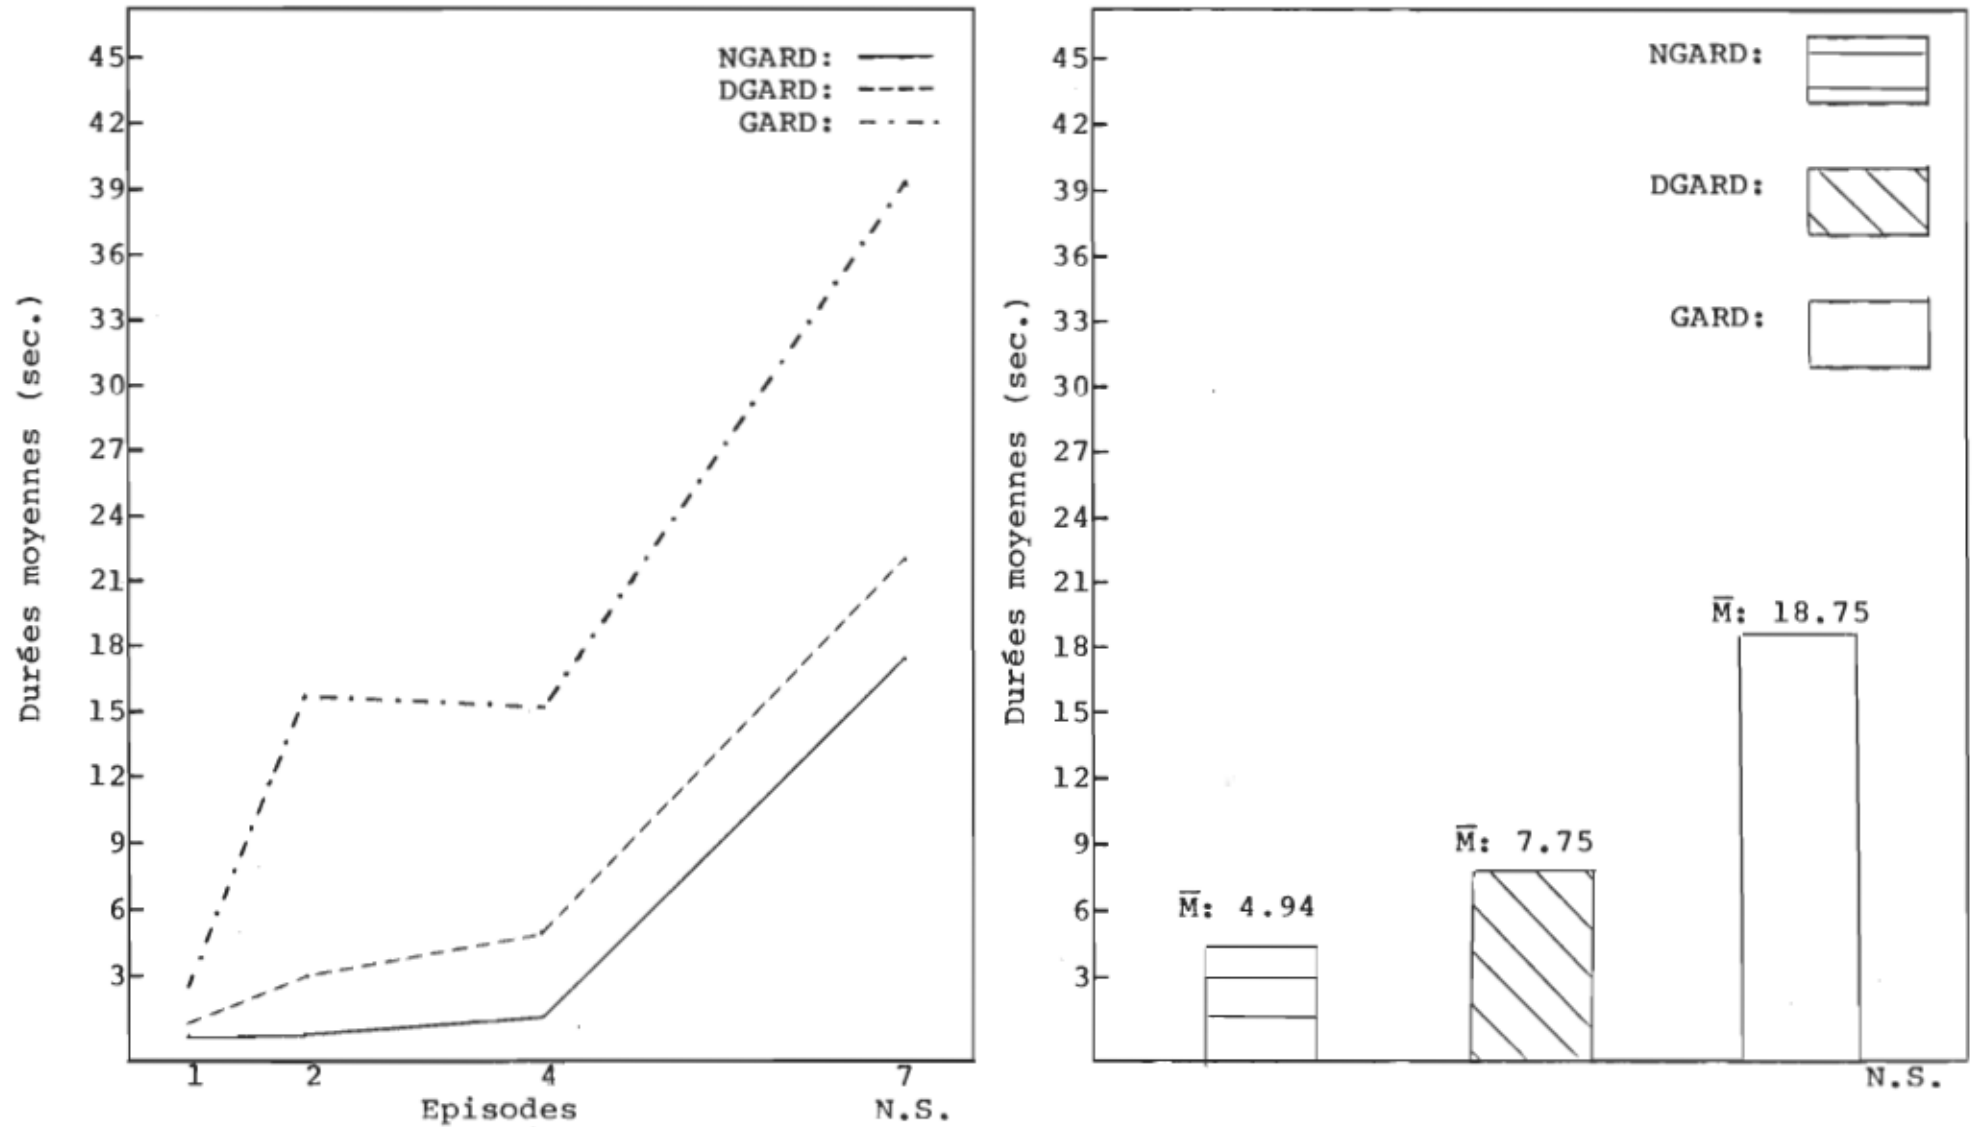 NGARD:
DGARD:
GARD:
45
42
39
36
33
30
27
24
21
18
15
12
9
6
3
Durées moyennes (sec.)
1 2 4 7
Episodes N.S.
NGARD:
DGARD:
GARD:
45
42
39
36
33
30
27
24
21
18
15
12
9
6
3
Durées moyennes (sec.)
M̅: 4.94
M̅: 7.75
M̅: 18.75
N.S.